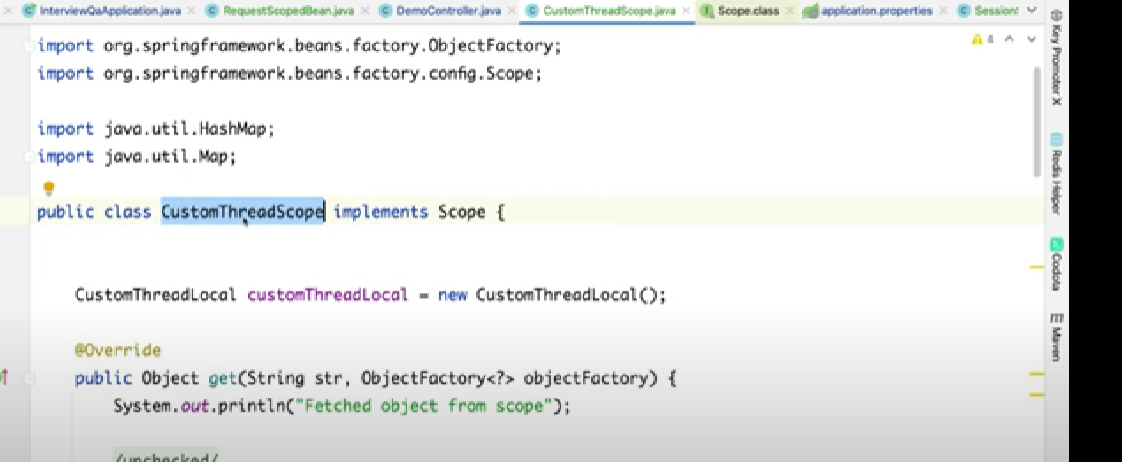 InterviewQaApplication.java RequestScopedBean.java DemoController.java CustomThreadScope.java Scope.class application.properties
import org.springframework.beans.factory.ObjectFactory;
import org.springframework.beans.factory.config.Scope;
4
import java.util.HashMap;
import java.util.Map;
public class CustomThreadScope implements Scope {
CustomThreadLocal customThreadLocal = new CustomThreadLocal();
@Override
public Object get(String str, ObjectFactory<?> objectFactory) {
System.out.println("Fetched object from scope");
/unchecked/
Key Promoter X
Redis Helper
Codota
Maven